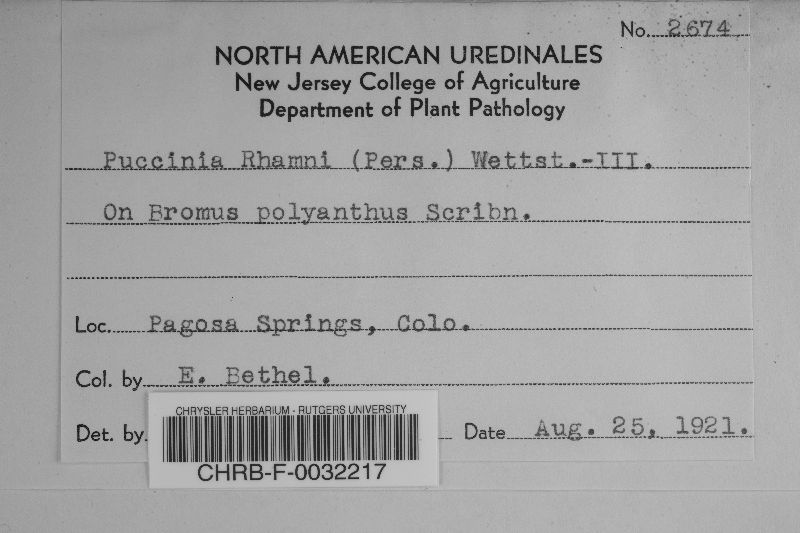 No. 2674
NORTH AMERICAN UREDINALES
New Jersey College of Agriculture
Department of Plant Pathology
Puccinia Rhamni (Pers.) Wettst.-III.
On Bromus polyanthus Scribn.
Loc. Pagosa Springs, Colo.
Col. by E. Bethel.
Det. by Date Aug. 25, 1921.
CHRYSLER HERBARIUM - RUTGERS UNIVERSITY
CHRB-F-0032217